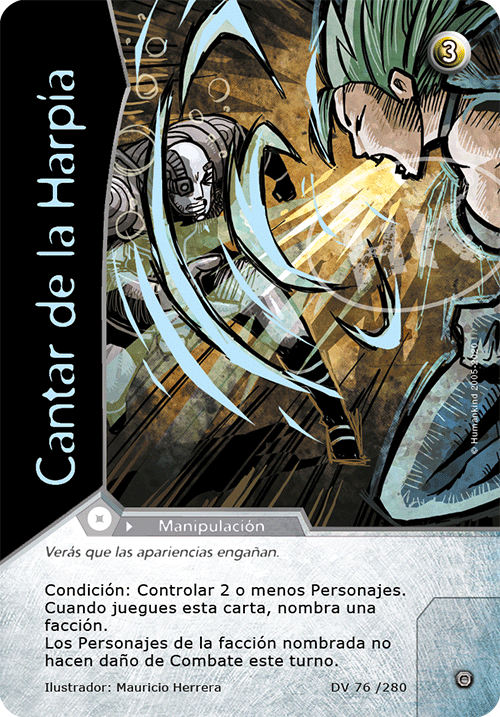 3
Cantar de la Harpía
Manipulación
Verás que las apariencias engañan.
Condición: Controlar 2 o menos Personajes.
Cuando juegues esta carta, nombra una
facción.
Los Personajes de la facción nombrada no
hacen daño de Combate este turno.
Ilustrador: Mauricio Herrera
DV 76 /280